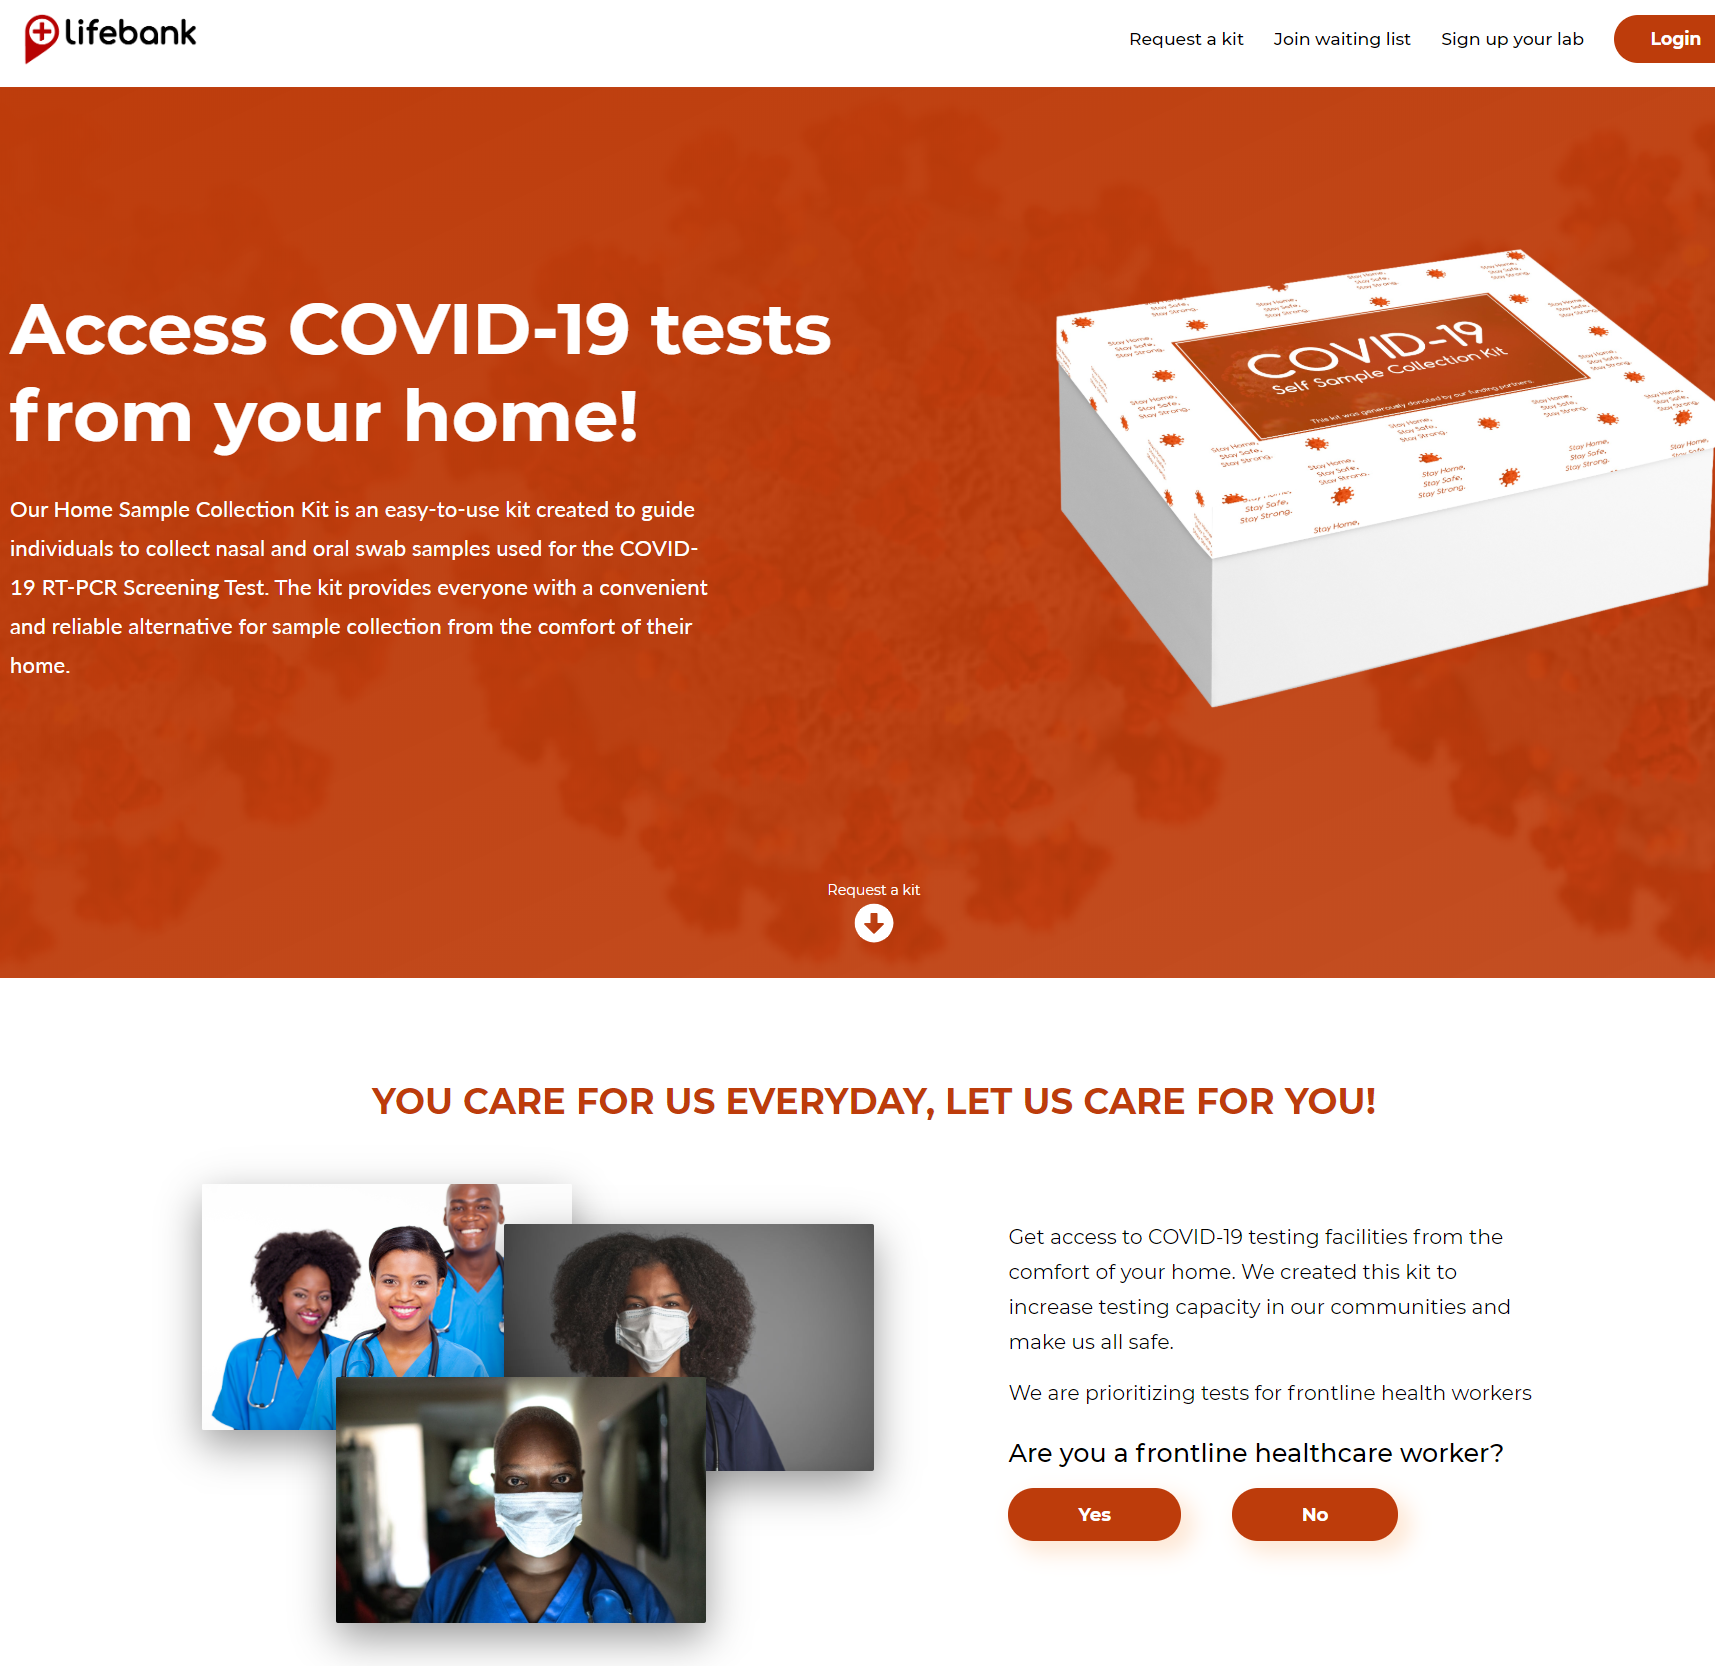 lifebank
Request a kit
Join waiting list
Sign up your lab
Login
Access COVID-19 tests
from your home!
Our Home Sample Collection Kit is an easy-to-use kit created to guide
individuals to collect nasal and oral swab samples used for the COVID-
19 RT-PCR Screening Test. The kit provides everyone with a convenient
and reliable alternative for sample collection from the comfort of their
home.
COVID-19
Self Sample Collection Kit
This kit was generously donated by our funding partners.
Stay Home,
Stay Safe,
Stay Strong.
Request a kit
YOU CARE FOR US EVERYDAY, LET US CARE FOR YOU!
Get access to COVID-19 testing facilities from the
comfort of your home. We created this kit to
increase testing capacity in our communities and
make us all safe.
We are prioritizing tests for frontline health workers
Are you a frontline healthcare worker?
Yes
No